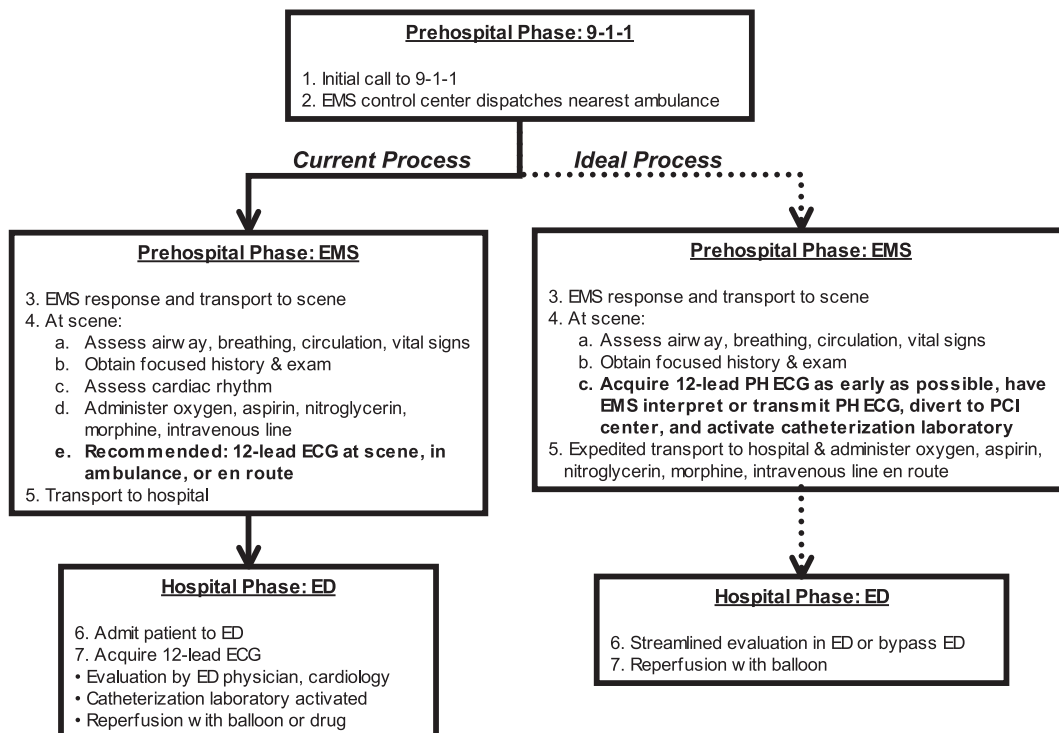 Prehospital Phase: 9-1-1
1. Initial call to 9-1-1
2. EMS control center dispatches nearest ambulance
Current Process
Ideal Process
Prehospital Phase: EMS
3. EMS response and transport to scene
4. At scene:
a. Assess airway, breathing, circulation, vital signs
b. Obtain focused history & exam
c. Assess cardiac rhythm
d. Administer oxygen, aspirin, nitroglycerin,
morphine, intravenous line
e. Recommended: 12-lead ECG at scene, in
ambulance, or en route
5. Transport to hospital
Prehospital Phase: EMS
3. EMS response and transport to scene
4. At scene:
a. Assess airway, breathing, circulation, vital signs
b. Obtain focused history & exam
c. Acquire 12-lead PH ECG as early as possible, have
EMS interpret or transmit PH ECG, divert to PCI
center, and activate catheterization laboratory
5. Expedited transport to hospital & administer oxygen, aspirin,
nitroglycerin, morphine, intravenous line en route
Hospital Phase: ED
6. Admit patient to ED
7. Acquire 12-lead ECG
• Evaluation by ED physician, cardiology
• Catheterization laboratory activated
• Reperfusion with balloon or drug
Hospital Phase: ED
6. Streamlined evaluation in ED or bypass ED
7. Reperfusion with balloon